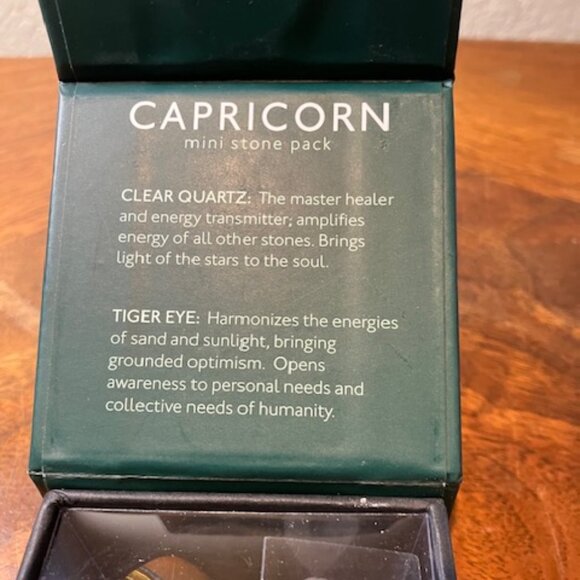 CAPRICORN
mini stone pack
CLEAR QUARTZ: The master healer
and energy transmitter; amplifies
energy of all other stones. Brings
light of the stars to the soul.
TIGER EYE: Harmonizes the energies
of sand and sunlight, bringing
grounded optimism. Opens
awareness to personal needs and
collective needs of humanity.